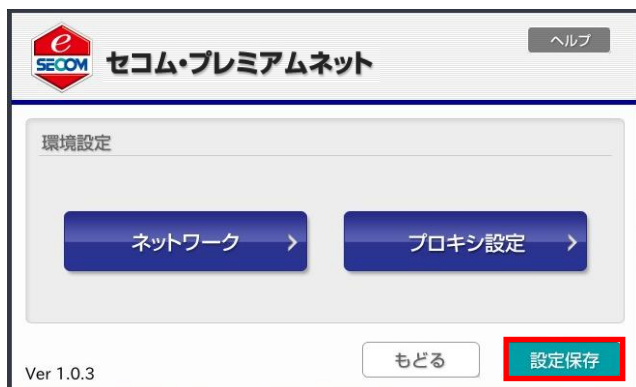 e
SECOM
セコム・プレミアムネット
ヘルプ
環境設定
ネットワーク
プロキシ設定
もどる
設定保存
Ver 1.0.3